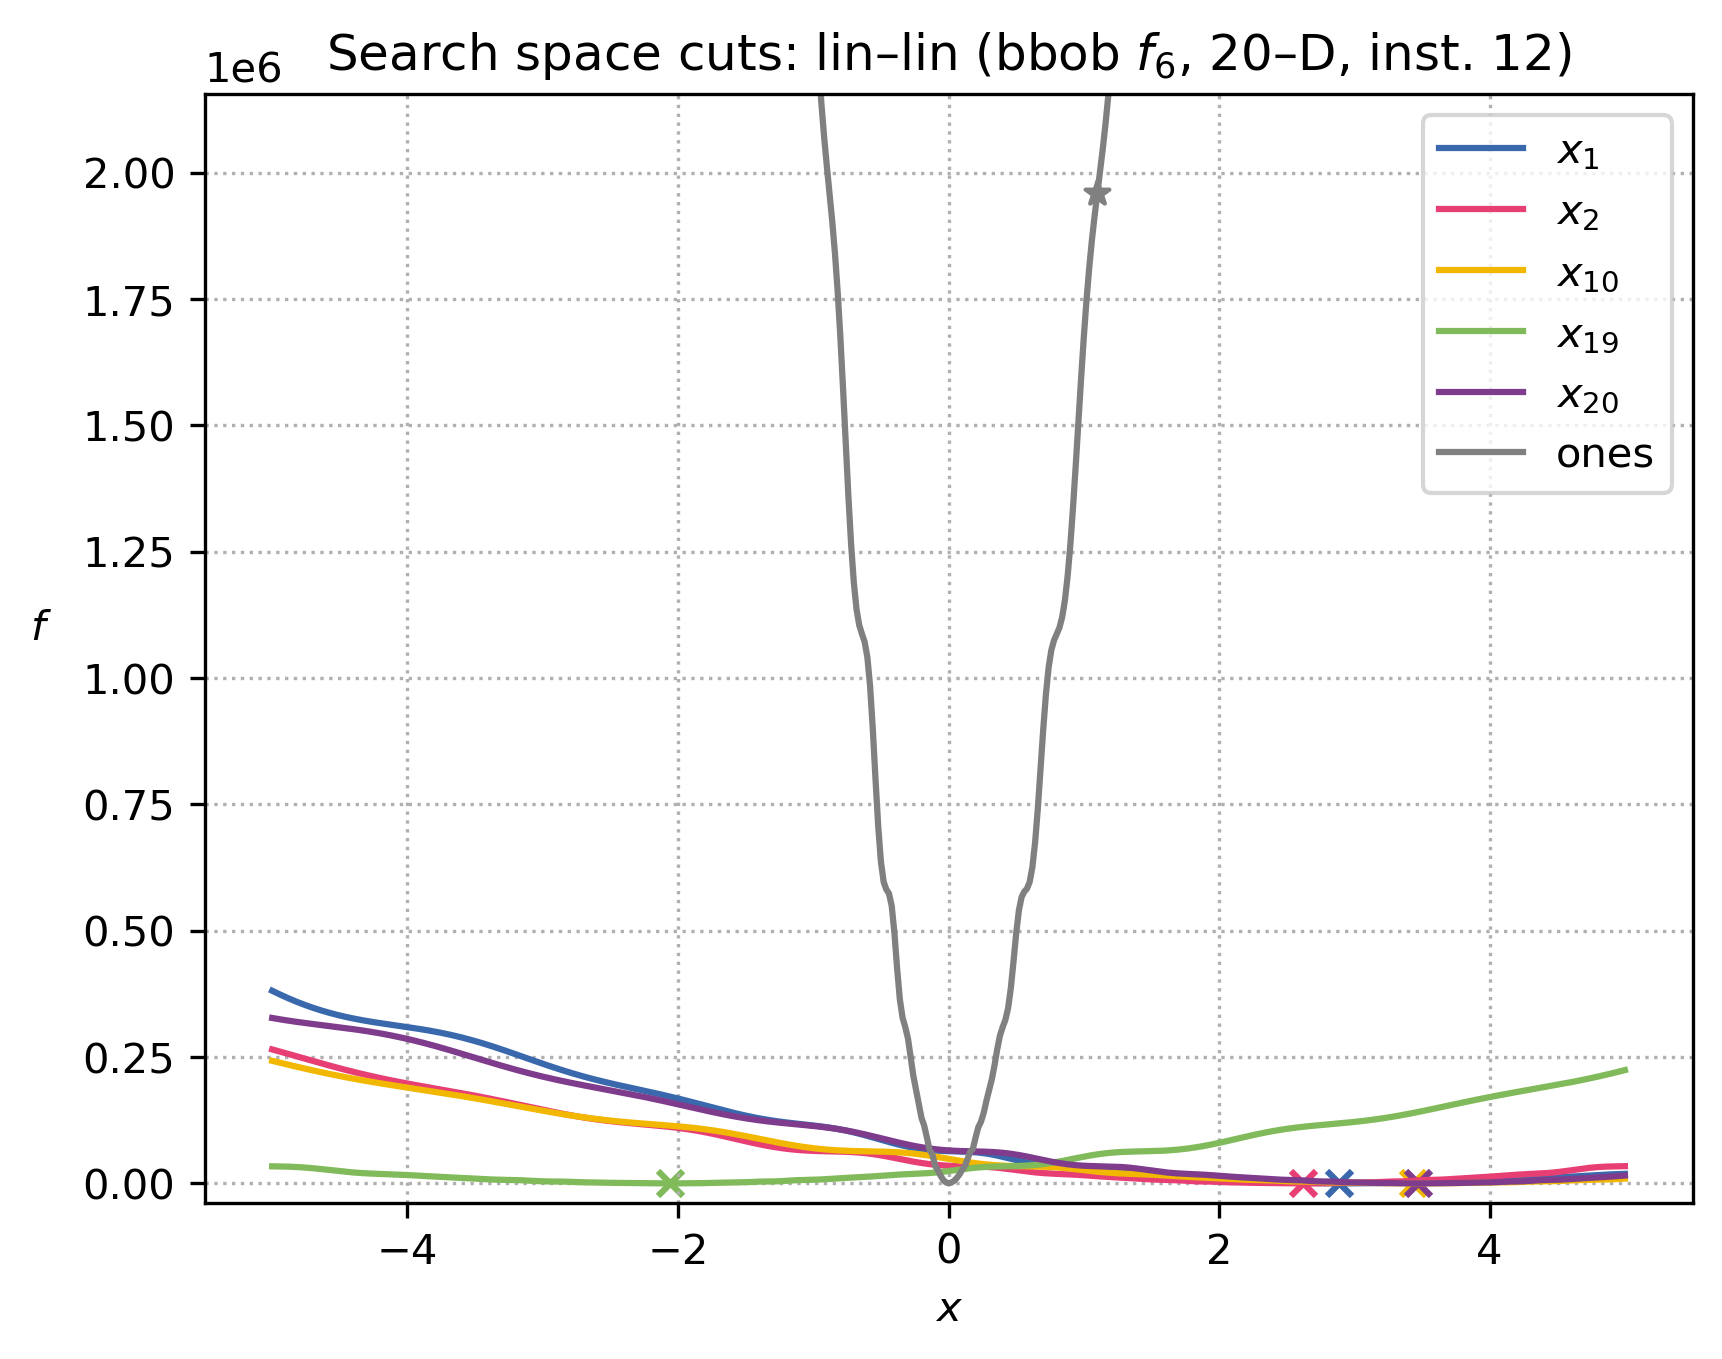 Search space cuts: lin–lin (bbob f₆, 20–D, inst. 12)
1e6
2.00
1.75
1.50
1.25
1.00
0.75
0.50
0.25
0.00
f
−4 −2 0 2 4
x
x₁
x₂
x₁₀
x₁₉
x₂₀
ones